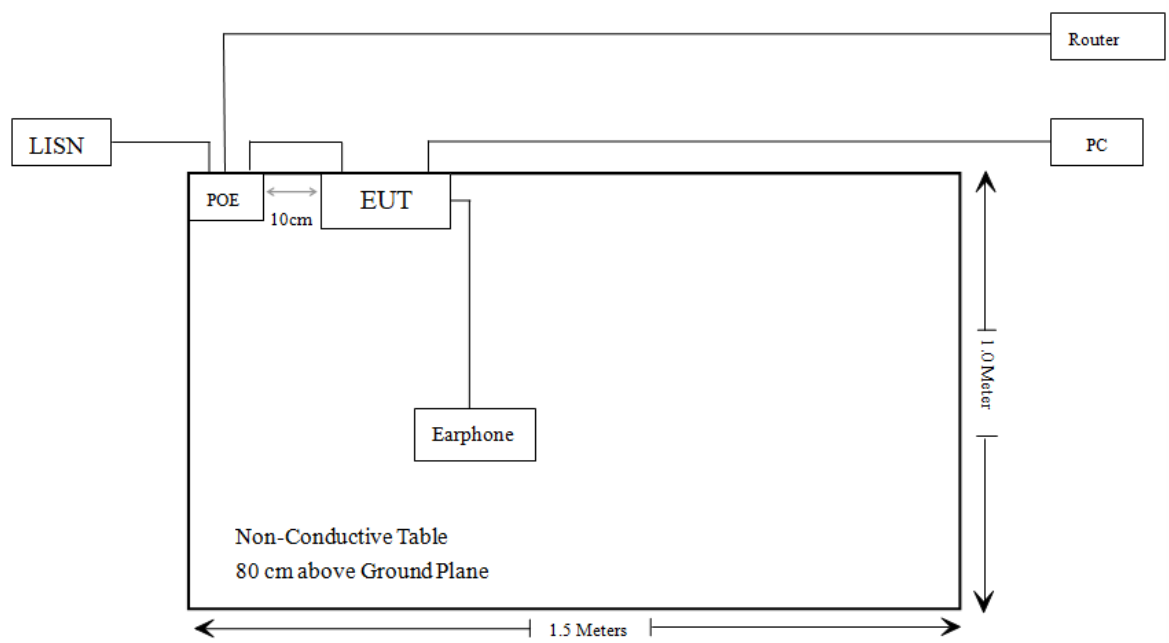 Router
LISN
PC
POE
EUT
10cm
1.0 Meter
Earphone
Non-Conductive Table
80 cm above Ground Plane
1.5 Meters